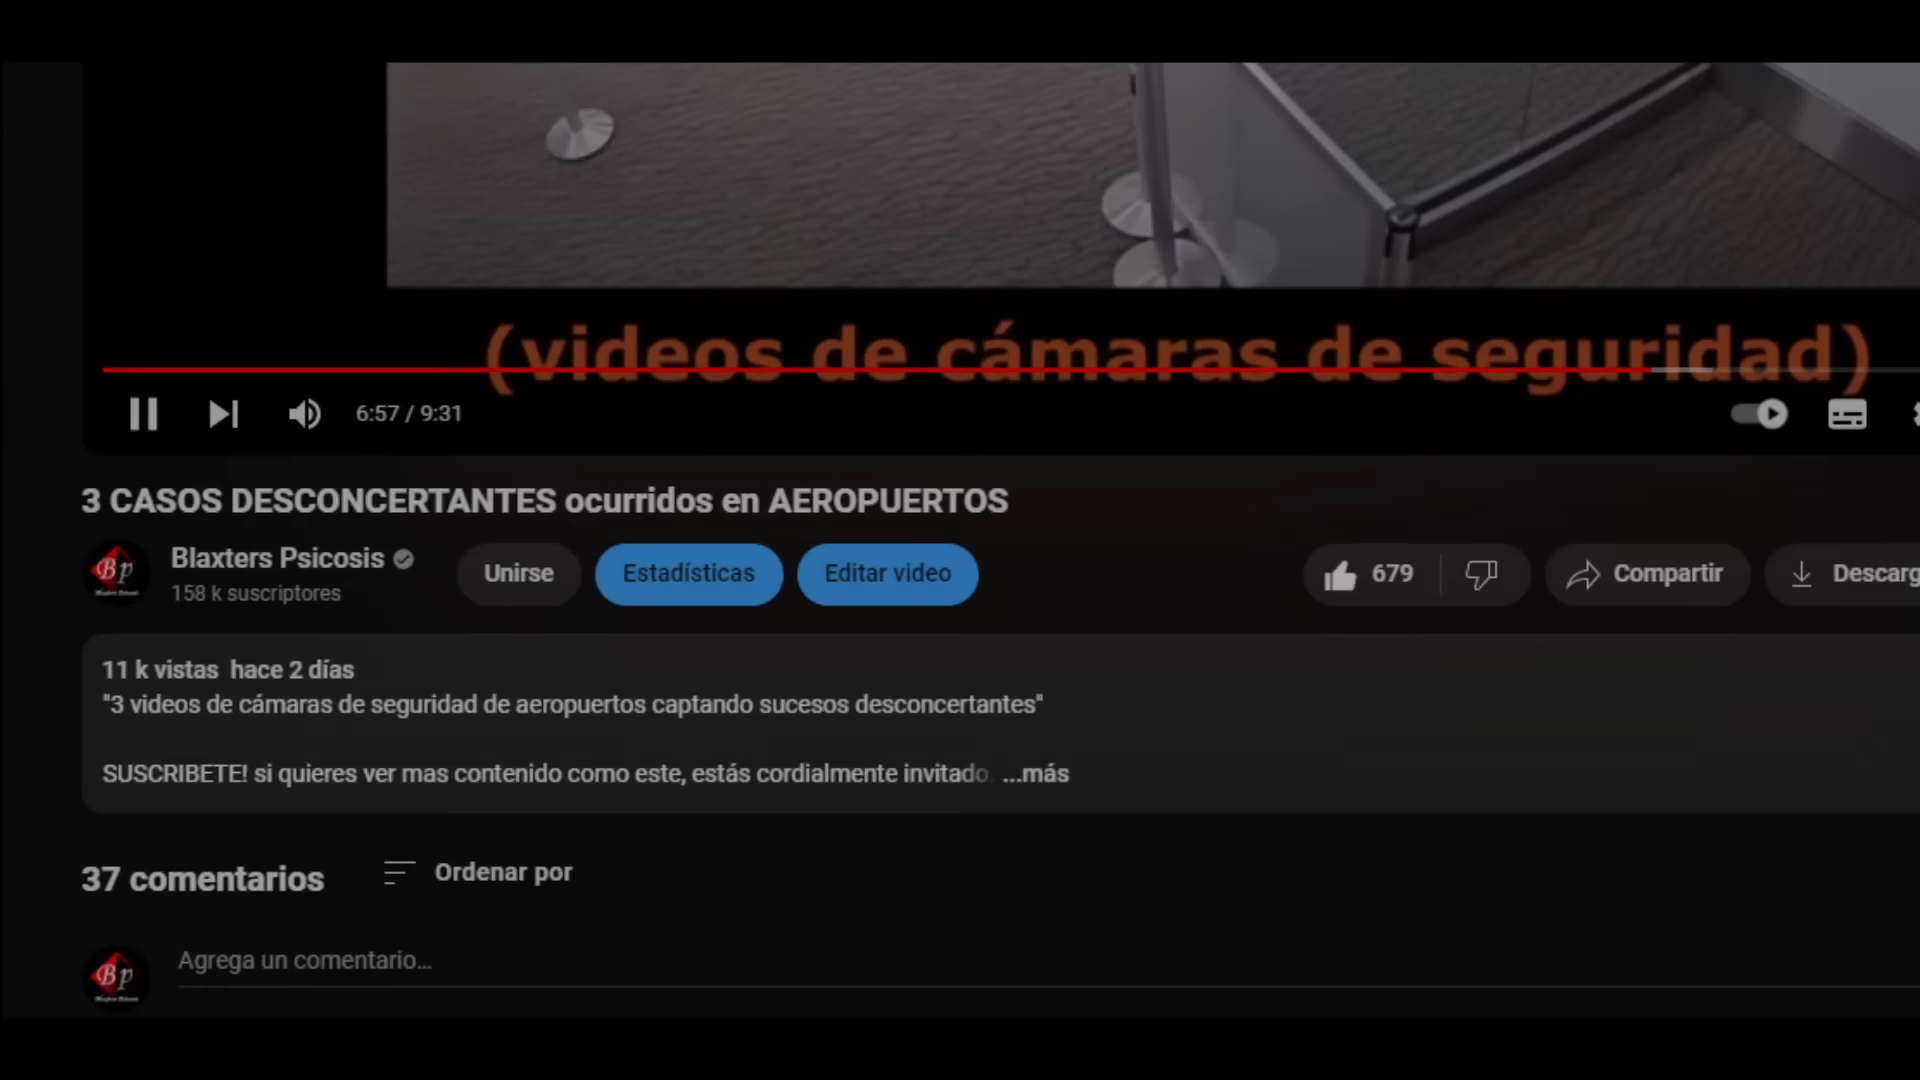 (videos de cámaras de seguridad)
6:57 / 9:31
3 CASOS DESCONCERTANTES ocurridos en AEROPUERTOS
Bp
Blaxters Psicosis
158 k suscriptores
Unirse
Estadísticas
Editar video
679
Compartir
Descarg
11 k vistas hace 2 días
"3 videos de cámaras de seguridad de aeropuertos captando sucesos desconcertantes"
SUSCRIBETE! si quieres ver mas contenido como este, estás cordialmente invitado. ...más
37 comentarios
Ordenar por
Bp
Agrega un comentario...